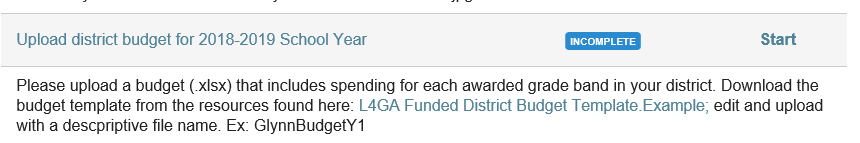 Upload district budget for 2018-2019 School Year INCOMPLETE Start
Please upload a budget (.xlsx) that includes spending for each awarded grade band in your district. Download the
budget template from the resources found here: L4GA Funded District Budget Template.Example; edit and upload
with a descpriptive file name. Ex: GlynnBudgetY1